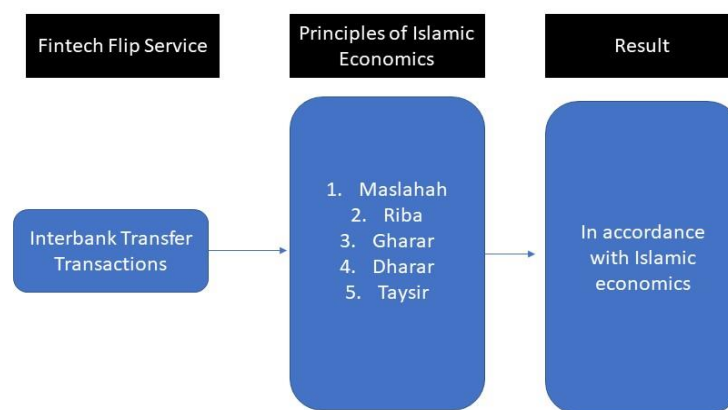 Fintech Flip Service
Principles of Islamic
Economics
Result
Interbank Transfer
Transactions
1. Maslahah
2. Riba
3. Gharar
4. Dharar
5. Taysir
In accordance
with Islamic
economics